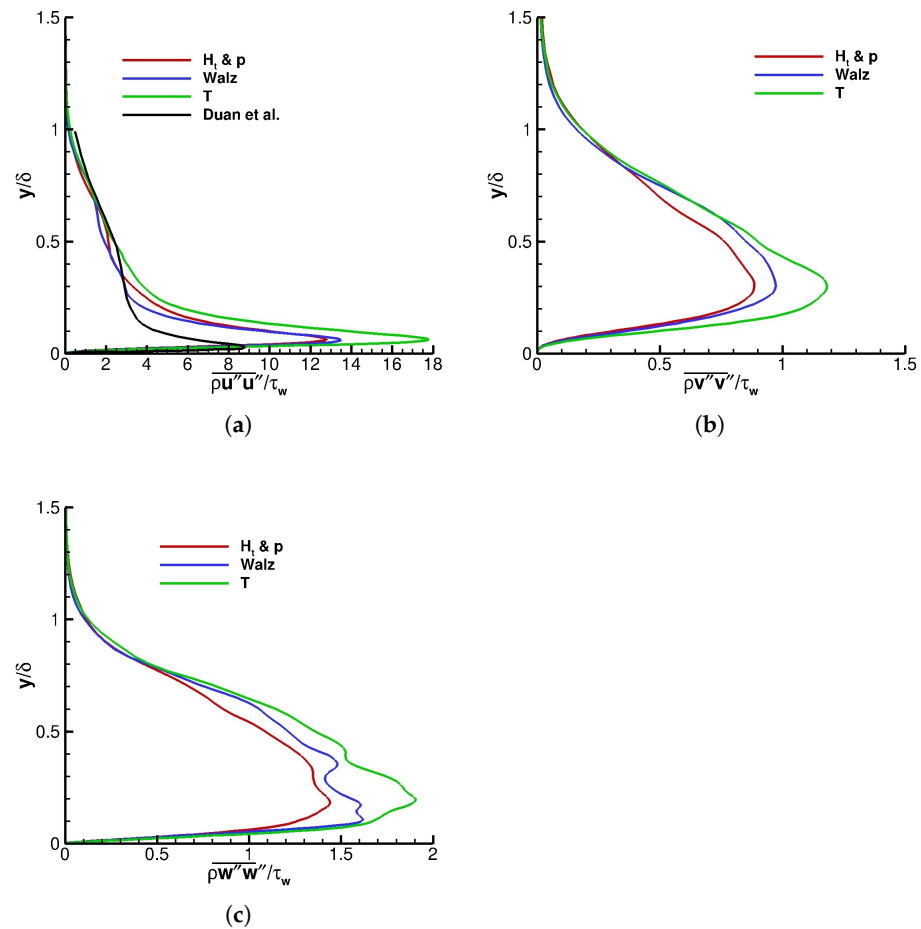 1.5
H_t & p
Walz
T
Duan et al.
1
y/δ
0.5
0
0 2 4 6 8 10 12 14 16 18
ρu″u″/τ_w
(a)
1.5
H_t & p
Walz
T
1
y/δ
0.5
0
0 0.5 1 1.5
ρv″v″/τ_w
(b)
1.5
H_t & p
Walz
T
1
y/δ
0.5
0
0 0.5 1 1.5 2
ρw″w″/τ_w
(c)